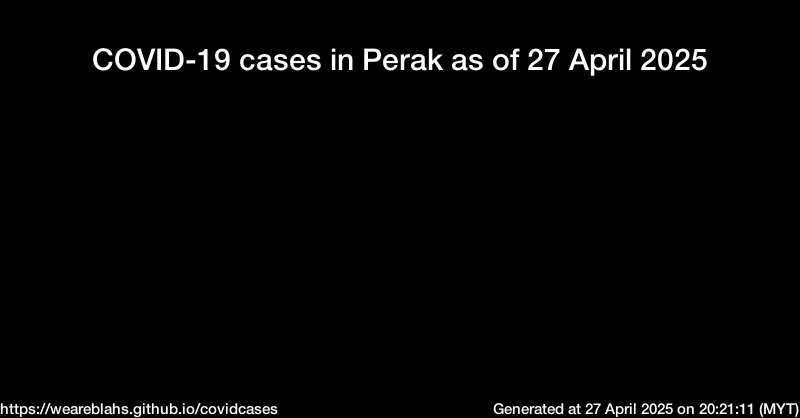 COVID-19 cases in Perak as of 27 April 2025
https://weareblahs.github.io/covidcases
Generated at 27 April 2025 on 20:21:11 (MYT)